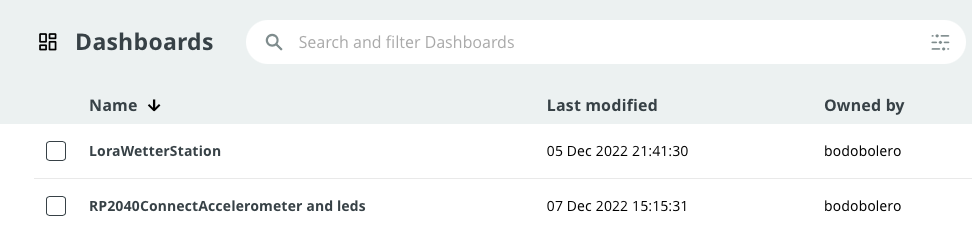 Dashboards
Search and filter Dashboards
Name Last modified Owned by
LoraWetterStation 05 Dec 2022 21:41:30 bodobolero
RP2040ConnectAccelerometer and leds 07 Dec 2022 15:15:31 bodobolero